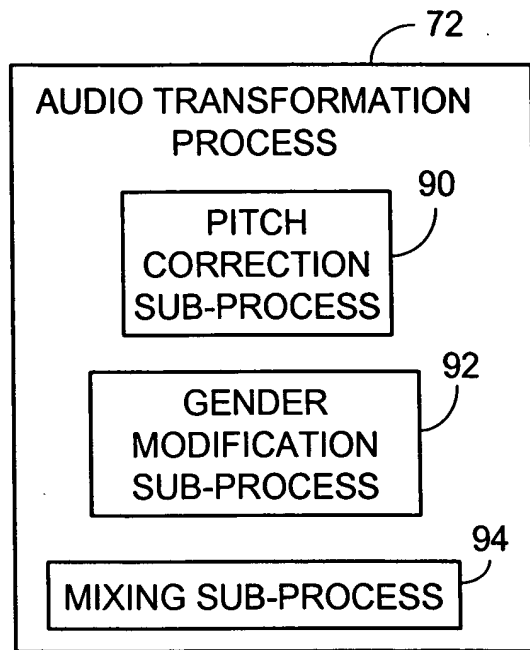 72
AUDIO TRANSFORMATION
PROCESS
90
PITCH
CORRECTION
SUB-PROCESS
92
GENDER
MODIFICATION
SUB-PROCESS
94
MIXING SUB-PROCESS